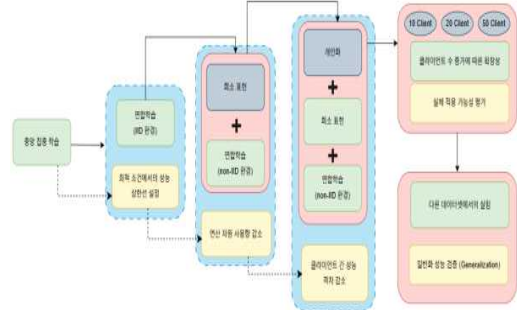 중앙 집중 학습
연합학습
(IID 환경)
최적 조건에서의 성능
상한선 설정
희소 표현
+
연합학습
(non-IID 환경)
연산 자원 사용량 감소
개인화
+
희소 표현
+
연합학습
(non-IID 환경)
클라이언트 간 성능
격차 감소
10 Client
20 Client
50 Client
클라이언트 수 증가에 따른 확장성
실제 적용 가능성 평가
다른 데이터셋에서의 실험
일반화 성능 검증 (Generalization)